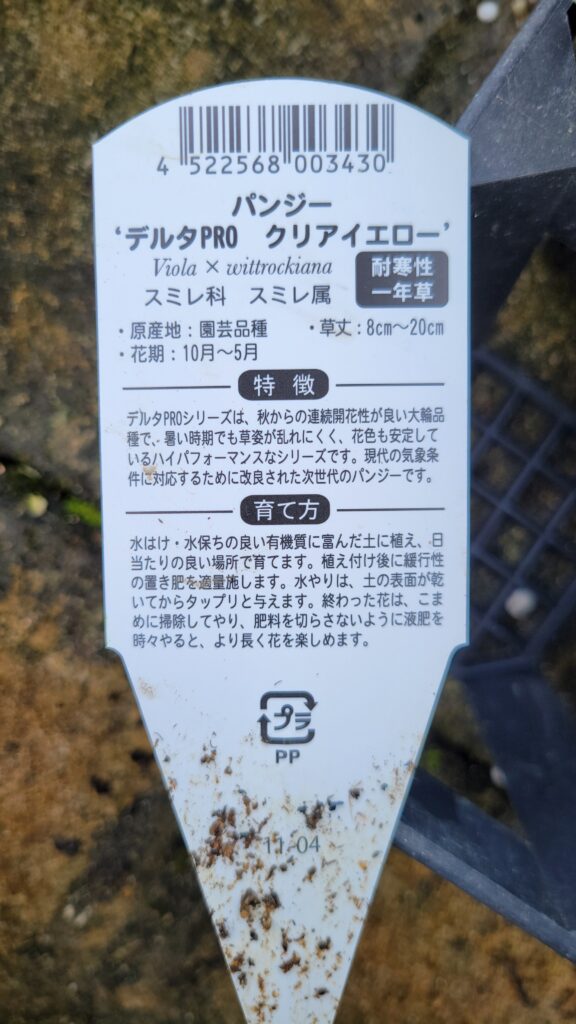 4 522568 003430
パンジー
‘デルタPRO　クリアイエロー’
Viola × wittrockiana
スミレ科　スミレ属
耐寒性
一年草
・原産地：園芸品種　・草丈：8cm〜20cm
・花期：10月〜5月
特 徴
デルタPROシリーズは、秋からの連続開花性が良い大輪品
種で、暑い時期でも草姿が乱れにくく、花色も安定して
いるハイパフォーマンスなシリーズです。現代の気象条
件に対応するために改良された次世代のパンジーです。
育て方
水はけ・水保ちの良い有機質に富んだ土に植え、日
当たりの良い場所で育てます。植え付け後に緩行性
の置き肥を適量施します。水やりは、土の表面が乾
いてからタップリと与えます。終わった花は、こま
めに掃除してやり、肥料を切らさないように液肥を
時々やると、より長く花を楽しめます。
プラ
PP
11-04